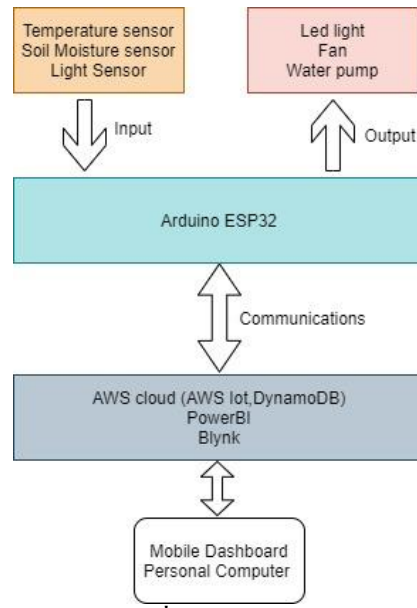 Temperature sensor
Soil Moisture sensor
Light Sensor
Led light
Fan
Water pump
Input
Output
Arduino ESP32
Communications
AWS cloud (AWS Iot,DynamoDB)
PowerBI
Blynk
Mobile Dashboard
Personal Computer